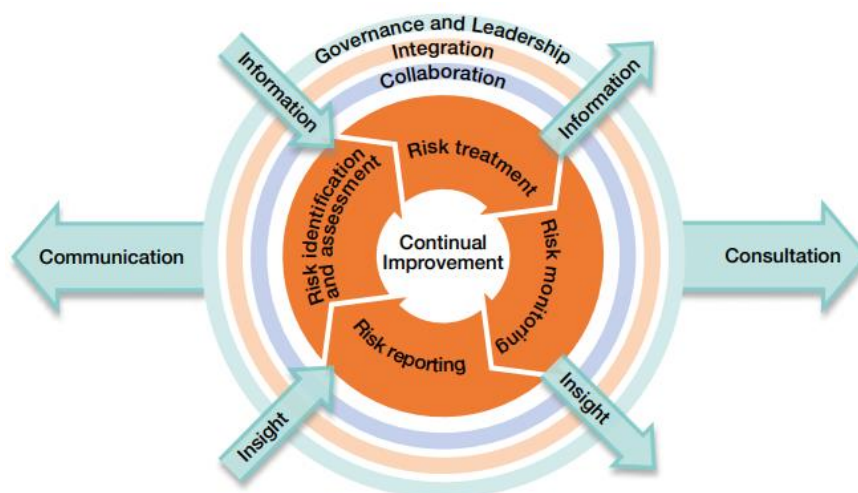 Governance and Leadership
Integration
Collaboration
Information
Information
Risk treatment
Risk identification
and assessment
Continual
Improvement
Risk monitoring
Communication
Consultation
Risk reporting
Insight
Insight